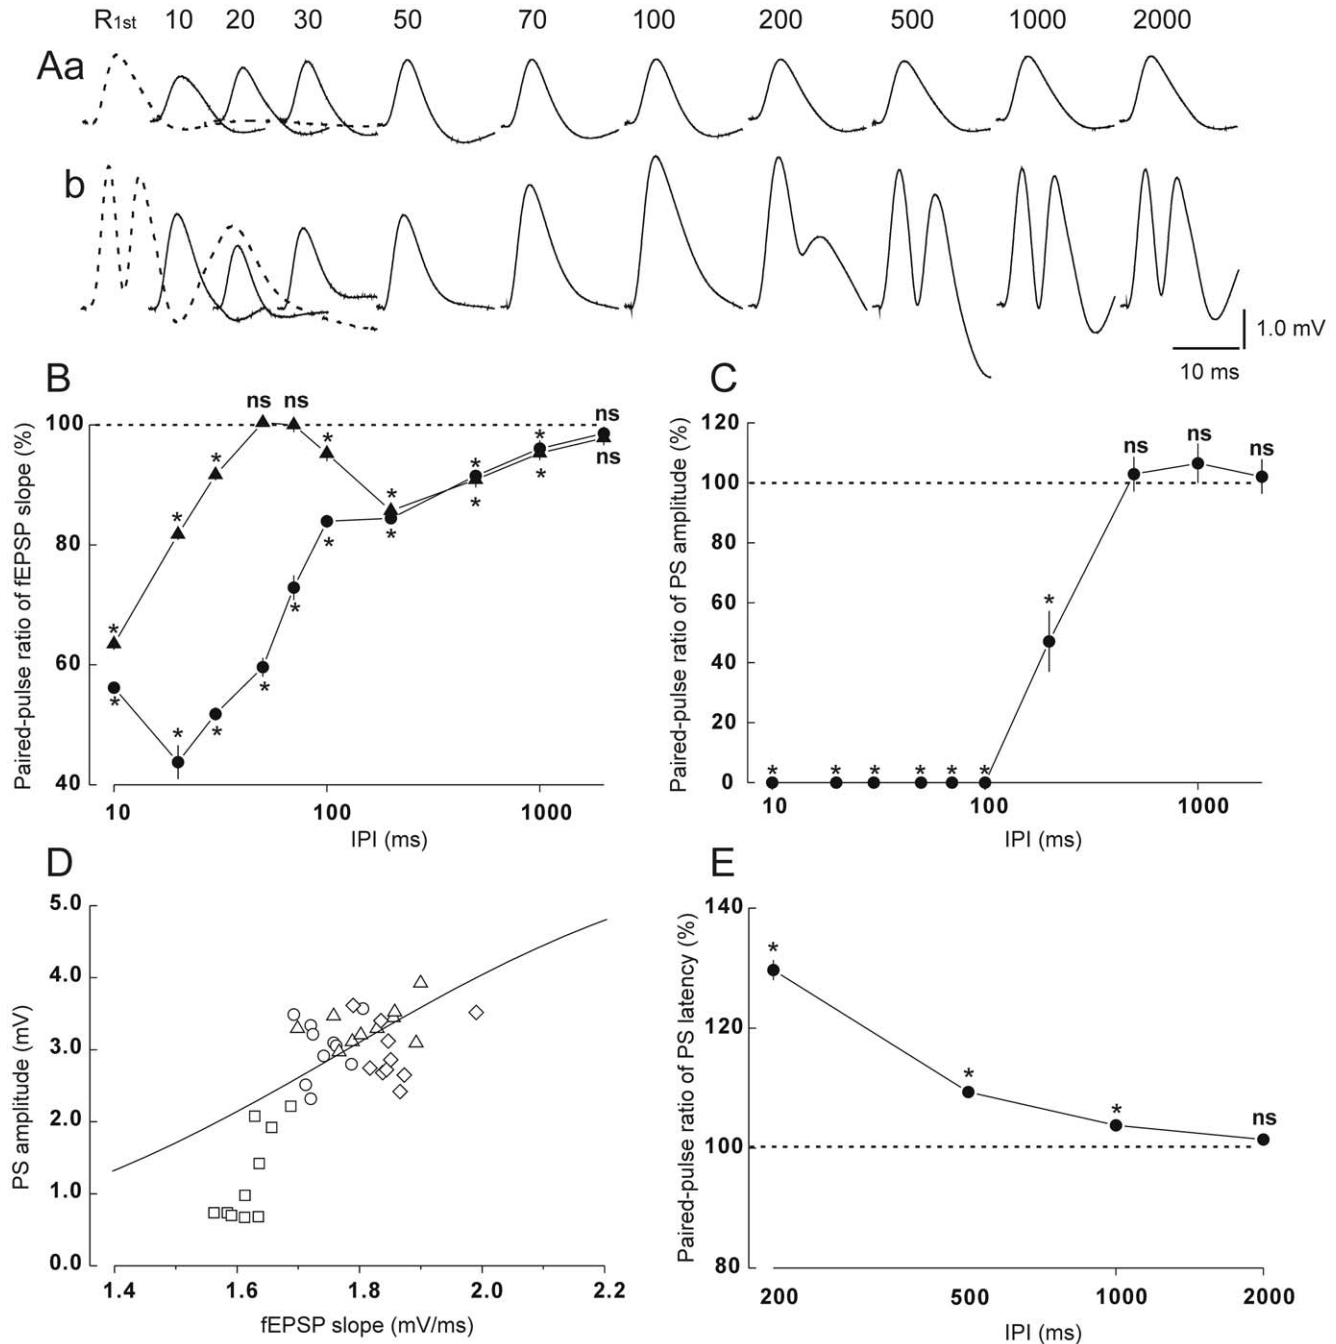 R1st 10 20 30 50 70 100 200 500 1000 2000
Aa
b
1.0 mV
10 ms
B
Paired-pulse ratio of fEPSP slope (%)
100
80
60
40
ns ns ns
* * * * * * *
ns
* * * * * * * * *
10 100 1000
IPI (ms)
C
Paired-pulse ratio of PS amplitude (%)
120
100
80
60
40
20
0
ns ns ns
*
* * * * * *
10 100 1000
IPI (ms)
D
PS amplitude (mV)
5.0
4.0
3.0
2.0
1.0
0.0
1.4 1.6 1.8 2.0 2.2
fEPSP slope (mV/ms)
E
Paired-pulse ratio of PS latency (%)
140
120
100
80
* * * ns
200 500 1000 2000
IPI (ms)